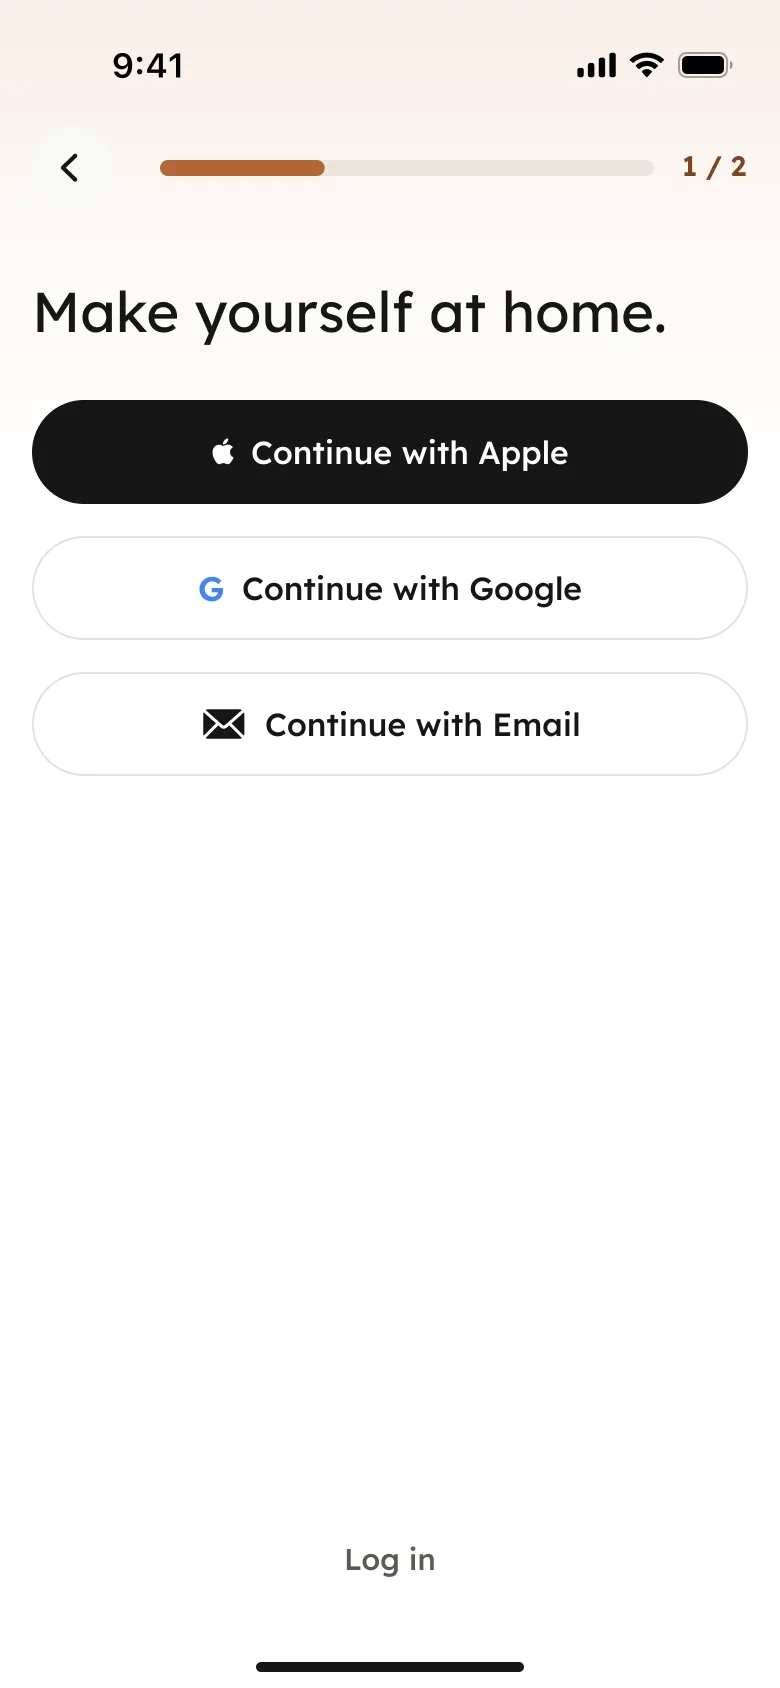 9:41
1 / 2
Make yourself at home.
Continue with Apple
Continue with Google
Continue with Email
Log in